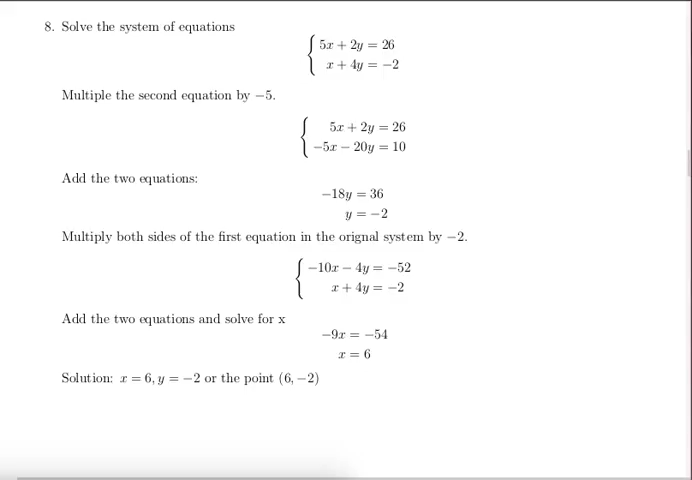 8. Solve the system of equations
5x + 2y = 26
x + 4y = −2
Multiple the second equation by −5.
5x + 2y = 26
−5x − 20y = 10
Add the two equations:
−18y = 36
y = −2
Multiply both sides of the first equation in the orignal system by −2.
−10x − 4y = −52
x + 4y = −2
Add the two equations and solve for x
−9x = −54
x = 6
Solution: x = 6, y = −2 or the point (6, −2)